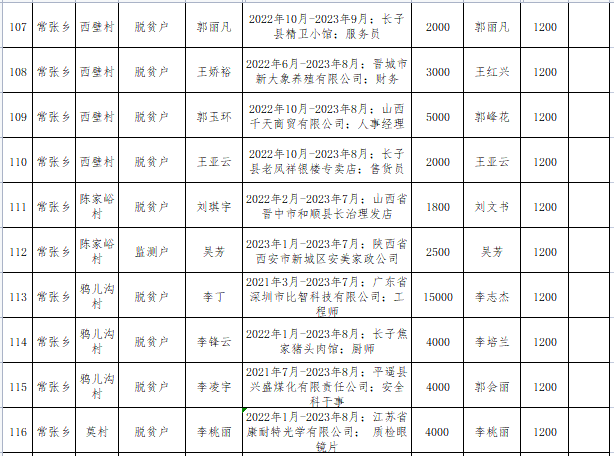 107 常张乡 西璧村 脱贫户 郭丽凡 2022年10月-2023年9月；长子 2000 郭丽凡 1200
县精卫小馆；服务员
108 常张乡 西璧村 脱贫户 王娇裕 2022年6月-2023年8月；晋城市 3000 王红兴 1200
新大象养殖有限公司；财务
109 常张乡 西璧村 脱贫户 郭玉环 2022年10月-2023年8月；山西 5000 郭峰花 1200
千天商贸有限公司；人事经理
110 常张乡 西璧村 脱贫户 王亚云 2022年10月-2023年8月；长子 2000 王亚云 1200
县老凤祥银楼专卖店；售货员
111 常张乡 陈家峪 脱贫户 刘琪宇 2022年2月-2023年7月；山西省 1800 刘文书 1200
村 晋中市和顺县长治理发店
112 常张乡 陈家峪 监测户 吴芳 2023年1月-2023年7月；陕西省 2500 吴芳 1200
村 西安市新城区安美家政公司
113 常张乡 鸦儿沟 脱贫户 李丁 2021年3月-2023年7月；广东省 15000 李志杰 1200
村 深圳市比智科技有限公司；工
程师
114 常张乡 鸦儿沟 脱贫户 李锋云 2022年1月-2023年8月；长子焦 4000 李培兰 1200
村 家猪头肉馆；厨师
115 常张乡 鸦儿沟 脱贫户 李凌宇 2021年7月-2023年8月；平遥县 4000 郭会丽 1200
村 兴盛煤化有限责任公司；安全
科干事
116 常张乡 莫村 脱贫户 李桃丽 2022年1月-2023年8月；江苏省 4000 李桃丽 1200
康耐特光学有限公司； 质检眼
镜片